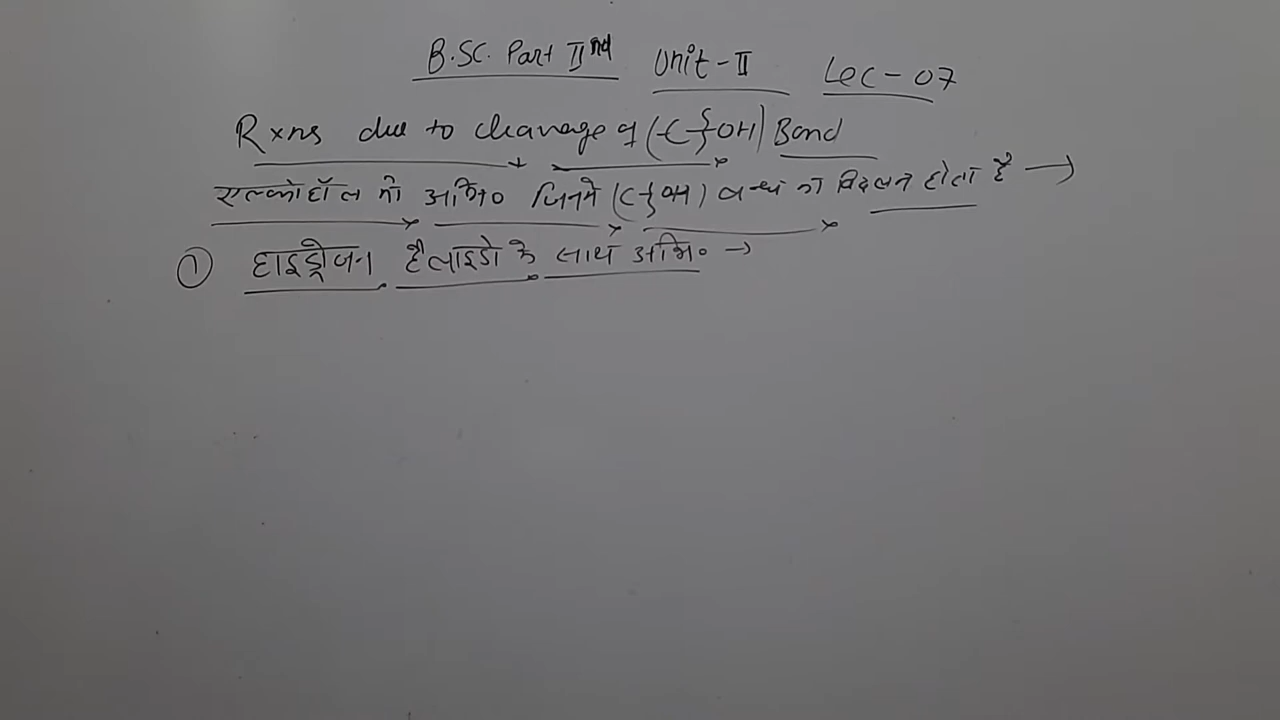 B.SC. Part IInd Unit-II Lec-07
Rxns due to cleavage of (-C-}OH) Bond
एल्कोहॉल की अभि० जिनमे (C-}OH) बन्ध का विदलन होता है →
① हाइड्रोजन हैलाइडो के साथ अभि० →